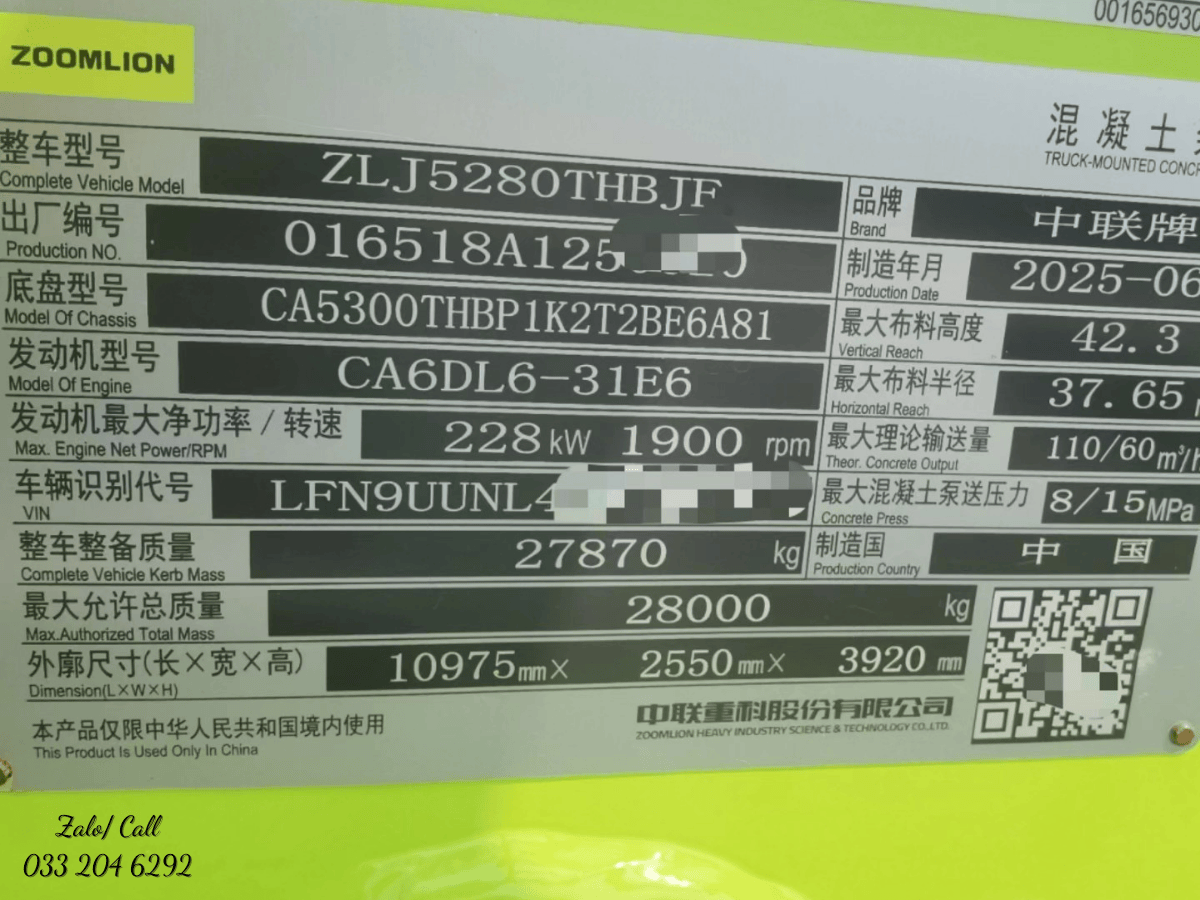 001656930
ZOOMLION
混凝土
TRUCK-MOUNTED
整车型号 ZLJ5280THBJF
Complete Vehicle Model
品牌 中联牌
Brand
出厂编号 016518A125
Production NO.
制造年月 2025-06
Production Date
底盘型号 CA5300THBP1K2T2BE6A81
Model Of Chassis
最大布料高度 42.3
Vertical Reach
发动机型号 CA6DL6-31E6
Model Of Engine
最大布料半径 37.65
Horizontal Reach
发动机最大净功率/转速 228kW 1900 rpm
Max. Engine Net Power/RPM
最大理论输送量 110/60m³/h
Theor. Concrete Output
车辆识别代号 LFN9UUNL4
VIN
最大混凝土泵送压力 8/15MPa
Concrete Press
整车整备质量 27870 kg
Complete Vehicle Kerb Mass
制造国 中国
Production Country
最大允许总质量 28000 kg
Max.Authorized Total Mass
外廓尺寸(长×宽×高) 10975mm× 2550mm× 3920mm
Dimension(L×W×H)
本产品仅限中华人民共和国境内使用
This Product Is Used Only In China
中联重科股份有限公司
ZOOMLION HEAVY INDUSTRY SCIENCE & TECHNOLOGY CO.,LTD.
Zalo/ Call
033 204 6292